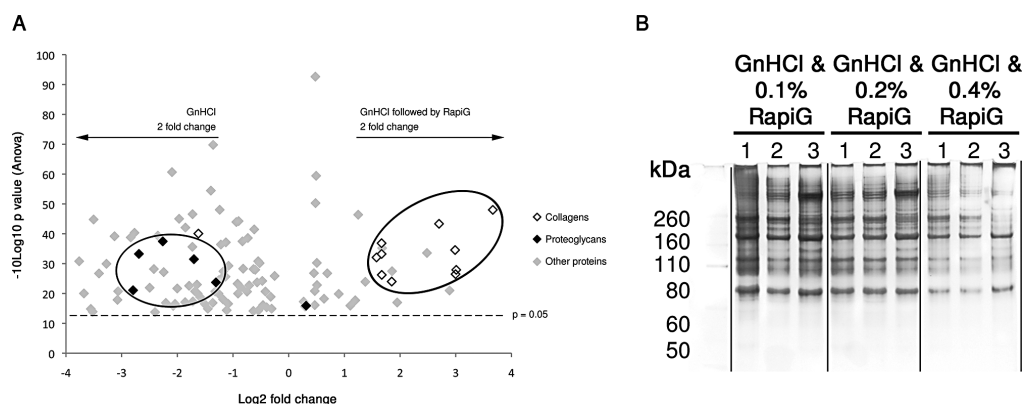 A
B
100
90
80
70
60
50
40
30
20
10
0
-10Log10 p value (Anova)
GnHCl
2 fold change
GnHCl followed by RapiG
2 fold change
p = 0.05
-4 -3 -2 -1 0 1 2 3 4
Log2 fold change
Collagens
Proteoglycans
Other proteins
GnHCl & GnHCl & GnHCl &
0.1% 0.2% 0.4%
RapiG RapiG RapiG
1 2 3 1 2 3 1 2 3
kDa
260
160
110
80
60
50